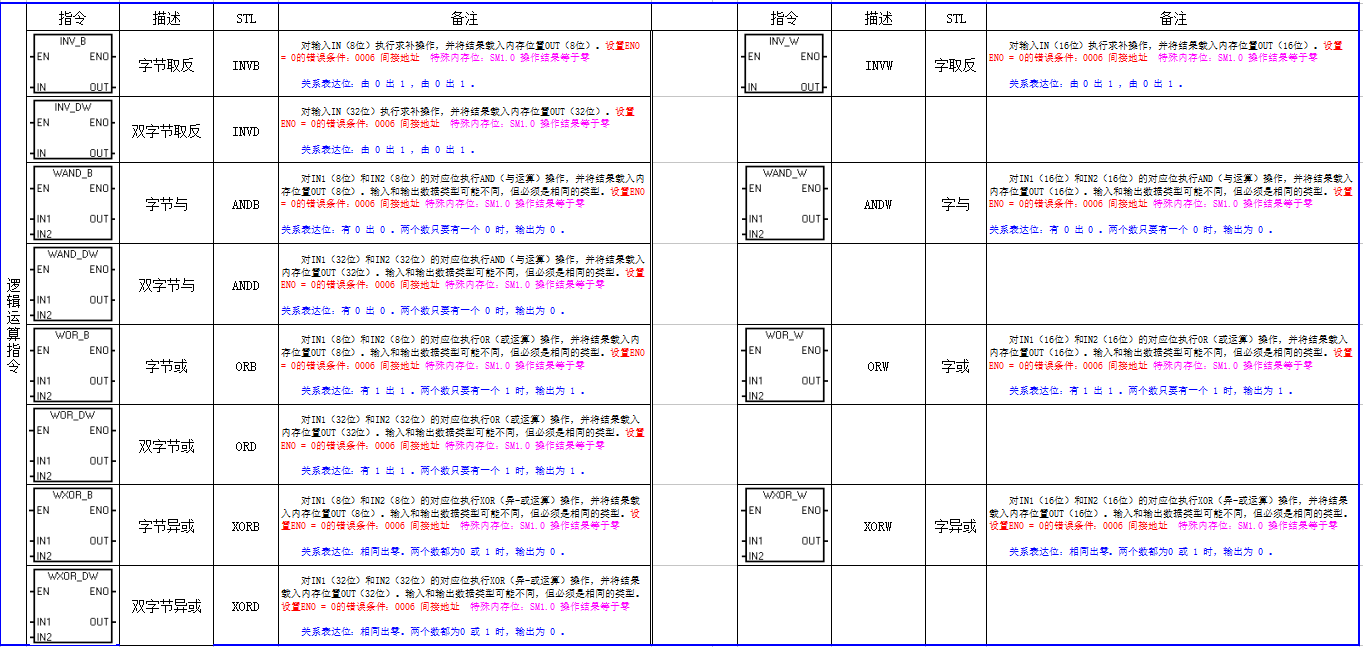 指令 描述 STL 备注 指令 描述 STL 备注
逻辑运算指令
INV_B
EN ENO
IN OUT
字节取反
INVB
对输入IN（8位）执行求补操作，并将结果载入内存位置OUT（8位）。设置ENO
= 0的错误条件：0006 间接地址 特殊内存位：SM1.0 操作结果等于零
关系表达位：由 0 出 1 ，由 0 出 1 。
INV_W
EN ENO
IN OUT
INVW
字取反
对输入IN（16位）执行求补操作，并将结果载入内存位置OUT（16位）。设置
ENO = 0的错误条件：0006 间接地址 特殊内存位：SM1.0 操作结果等于零
关系表达位：由 0 出 1 ，由 0 出 1 。
INV_DW
EN ENO
IN OUT
双字节取反
INVD
对输入IN（32位）执行求补操作，并将结果载入内存位置OUT（32位）。设置
ENO = 0的错误条件：0006 间接地址 特殊内存位：SM1.0 操作结果等于零
关系表达位：由 0 出 1 ，由 0 出 1 。
WAND_B
EN ENO
IN1 OUT
IN2
字节与
ANDB
对IN1（8位）和IN2（8位）的对应位执行AND（与运算）操作，并将结果载入内
存位置OUT（8位）。输入和输出数据类型可能不同，但必须是相同的类型。设置ENO
= 0的错误条件：0006 间接地址 特殊内存位：SM1.0 操作结果等于零
关系表达位：有 0 出 0 。两个数只要有一个 0 时，输出为 0 。
WAND_W
EN ENO
IN1 OUT
IN2
ANDW
字与
对IN1（16位）和IN2（16位）的对应位执行AND（与运算）操作，并将结果载入
内存位置OUT（16位）。输入和输出数据类型可能不同，但必须是相同的类型。设置
ENO = 0的错误条件：0006 间接地址 特殊内存位：SM1.0 操作结果等于零
关系表达位：有 0 出 0 。两个数只要有一个 0 时，输出为 0 。
WAND_DW
EN ENO
IN1 OUT
IN2
双字节与
ANDD
对IN1（32位）和IN2（32位）的对应位执行AND（与运算）操作，并将结果载入
内存位置OUT（32位）。输入和输出数据类型可能不同，但必须是相同的类型。设置
ENO = 0的错误条件：0006 间接地址 特殊内存位：SM1.0 操作结果等于零
关系表达位：有 0 出 0 。两个数只要有一个 0 时，输出为 0 。
WOR_B
EN ENO
IN1 OUT
IN2
字节或
ORB
对IN1（8位）和IN2（8位）的对应位执行OR（或运算）操作，并将结果载入内
存位置OUT（8位）。输入和输出数据类型可能不同，但必须是相同的类型。设置ENO
= 0的错误条件：0006 间接地址 特殊内存位：SM1.0 操作结果等于零
关系表达位：有 1 出 1 。两个数只要有一个 1 时，输出为 1 。
WOR_W
EN ENO
IN1 OUT
IN2
ORW
字或
对IN1（16位）和IN2（16位）的对应位执行OR（或运算）操作，并将结果载入
内存位置OUT（16位）。输入和输出数据类型可能不同，但必须是相同的类型。设置
ENO = 0的错误条件：0006 间接地址 特殊内存位：SM1.0 操作结果等于零
关系表达位：有 1 出 1 。两个数只要有一个 1 时，输出为 1 。
WOR_DW
EN ENO
IN1 OUT
IN2
双字节或
ORD
对IN1（32位）和IN2（32位）的对应位执行OR（或运算）操作，并将结果载入
内存位置OUT（32位）。输入和输出数据类型可能不同，但必须是相同的类型。设置
ENO = 0的错误条件：0006 间接地址 特殊内存位：SM1.0 操作结果等于零
关系表达位：有 1 出 1 。两个数只要有一个 1 时，输出为 1 。
WXOR_B
EN ENO
IN1 OUT
IN2
字节异或
XORB
对IN1（8位）和IN2（8位）的对应位执行XOR（异-或运算）操作，并将结果载
入内存位置OUT（8位）。输入和输出数据类型可能不同，但必须是相同的类型。设
置ENO = 0的错误条件：0006 间接地址 特殊内存位：SM1.0 操作结果等于零
关系表达位：相同出零。两个数都为0 或 1 时，输出为 0 。
WXOR_W
EN ENO
IN1 OUT
IN2
XORW
字异或
对IN1（16位）和IN2（16位）的对应位执行XOR（异-或运算）操作，并将结果
载入内存位置OUT（16位）。输入和输出数据类型可能不同，但必须是相同的类型。
设置ENO = 0的错误条件：0006 间接地址 特殊内存位：SM1.0 操作结果等于零
关系表达位：相同出零。两个数都为0 或 1 时，输出为 0 。
WXOR_DW
EN ENO
IN1 OUT
IN2
双字节异或
XORD
对IN1（32位）和IN2（32位）的对应位执行XOR（异-或运算）操作，并将结果
载入内存位置OUT（32位）。输入和输出数据类型可能不同，但必须是相同的类型。
设置ENO = 0的错误条件：0006 间接地址 特殊内存位：SM1.0 操作结果等于零
关系表达位：相同出零。两个数都为0 或 1 时，输出为 0 。